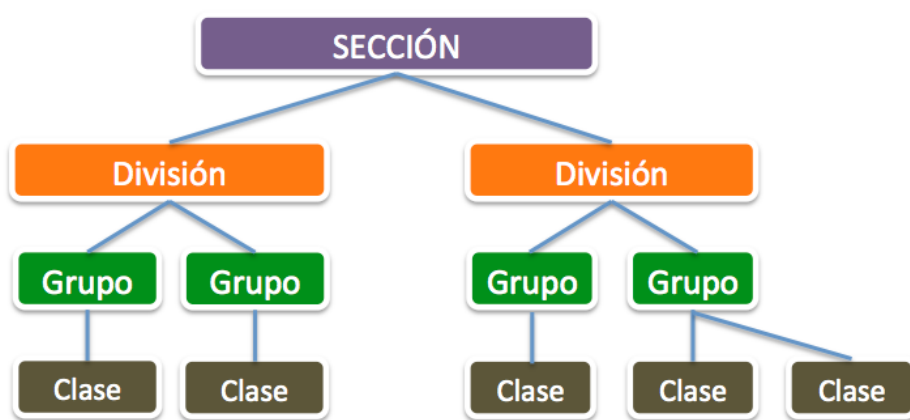 SECCIÓN
División División
Grupo Grupo Grupo Grupo
Clase Clase Clase Clase Clase